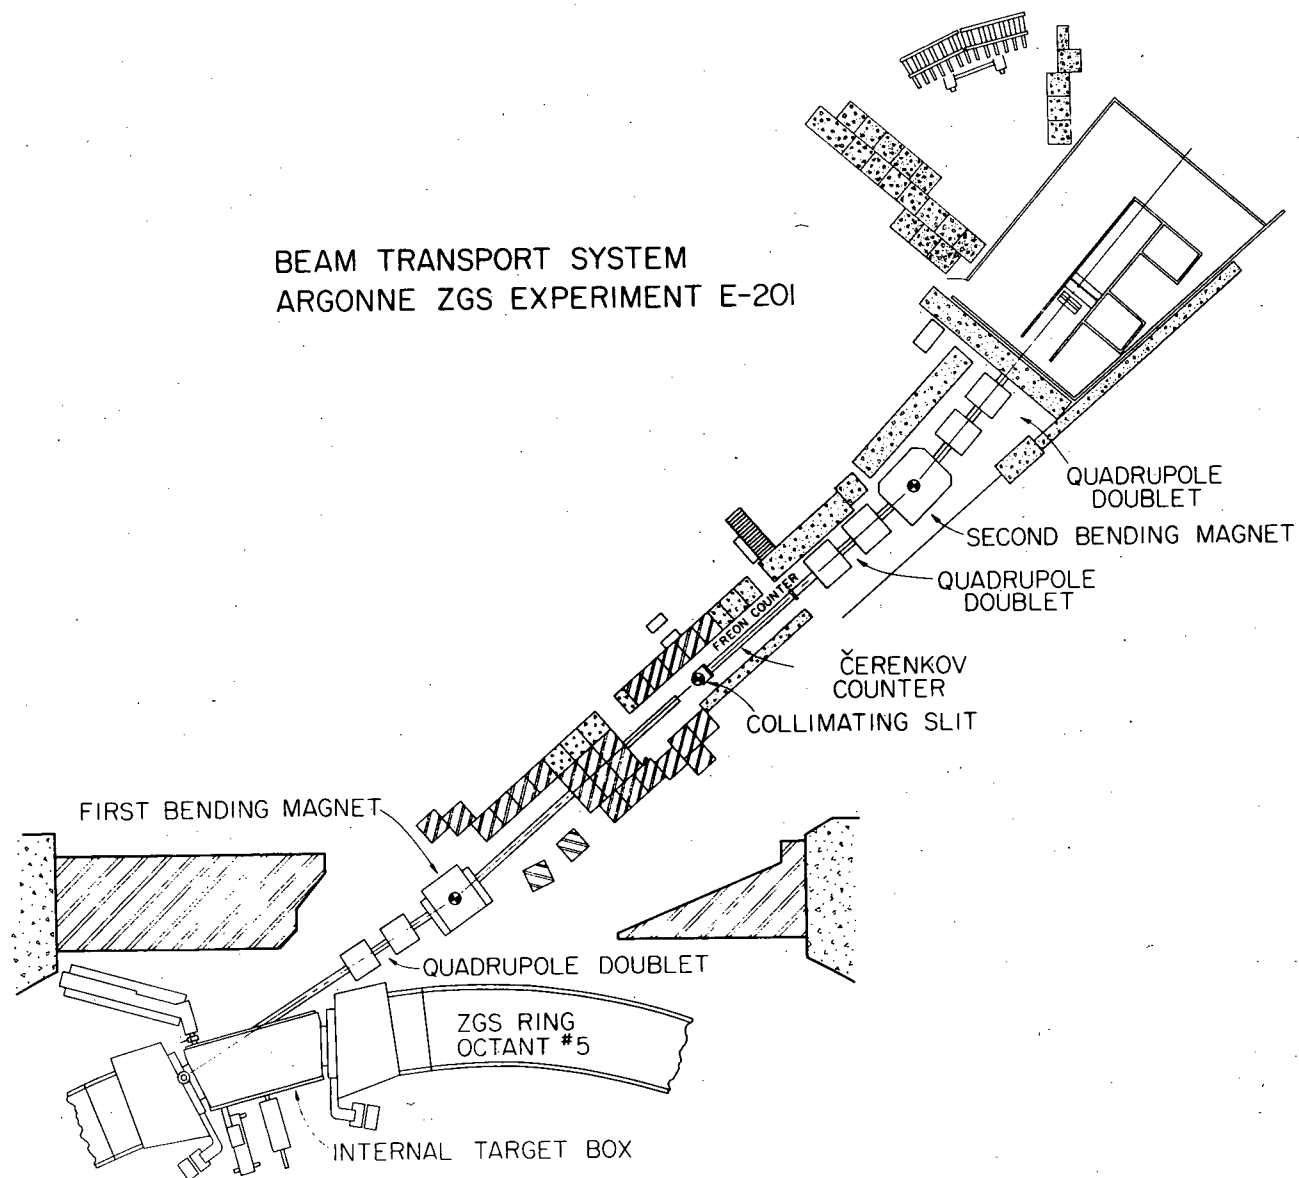 BEAM TRANSPORT SYSTEM
ARGONNE ZGS EXPERIMENT E-201
QUADRUPOLE
DOUBLET
SECOND BENDING MAGNET
QUADRUPOLE
DOUBLET
FREON COUNTER
ČERENKOV
COUNTER
COLLIMATING SLIT
FIRST BENDING MAGNET
QUADRUPOLE DOUBLET
ZGS RING
OCTANT #5
INTERNAL TARGET BOX